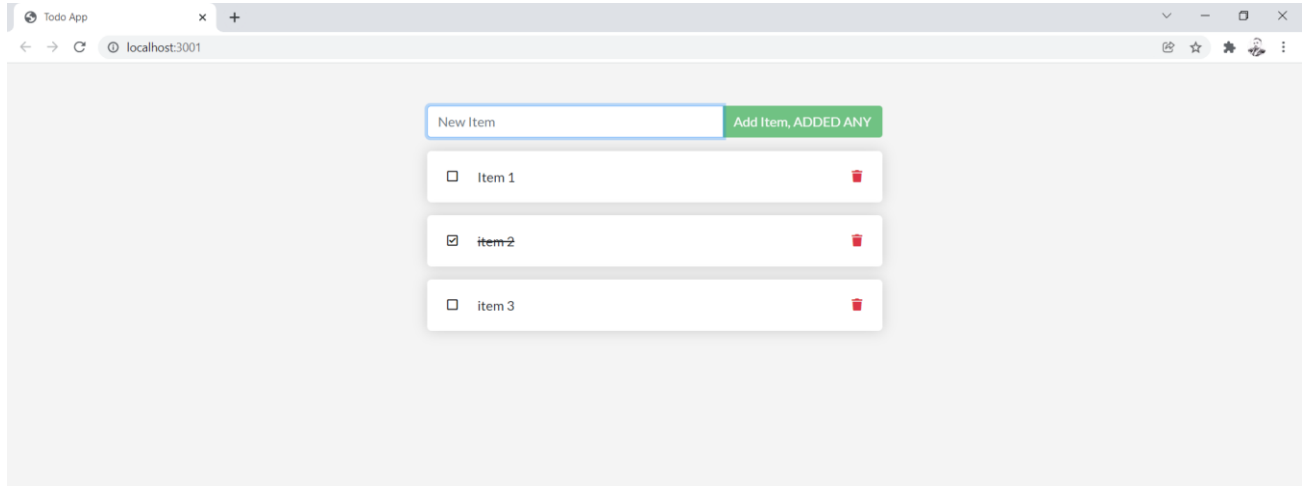 Todo App
localhost:3001
New Item
Add Item, ADDED ANY
Item 1
item 2
item 3